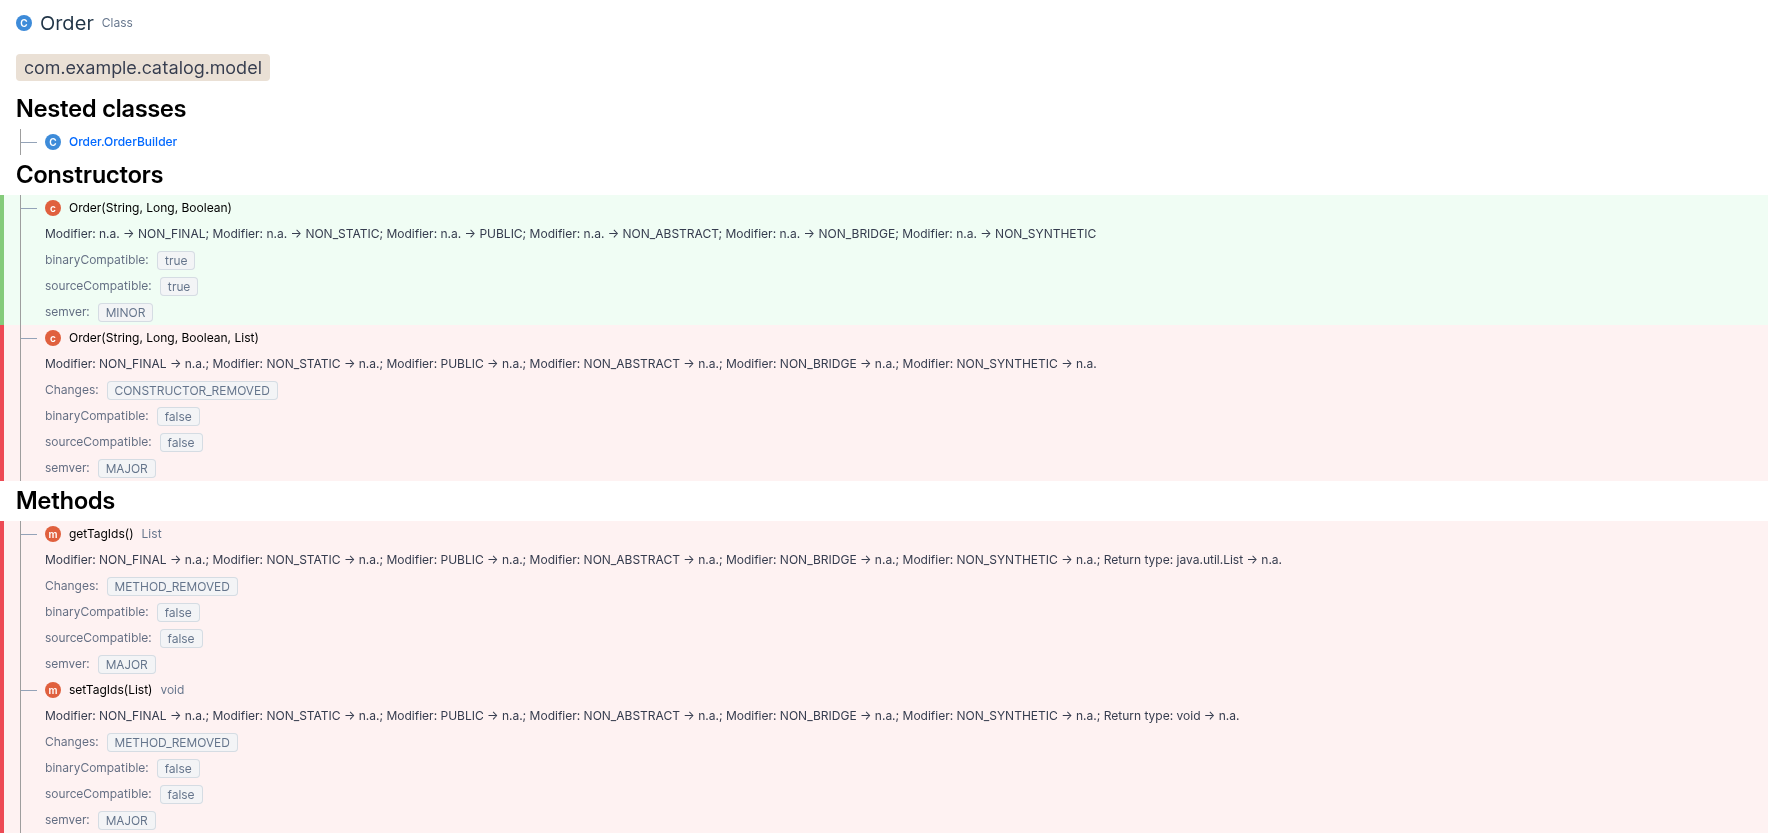 C Order Class
com.example.catalog.model
Nested classes
C Order.OrderBuilder
Constructors
c Order(String, Long, Boolean)
Modifier: n.a. → NON_FINAL; Modifier: n.a. → NON_STATIC; Modifier: n.a. → PUBLIC; Modifier: n.a. → NON_ABSTRACT; Modifier: n.a. → NON_BRIDGE; Modifier: n.a. → NON_SYNTHETIC
binaryCompatible: true
sourceCompatible: true
semver: MINOR
c Order(String, Long, Boolean, List)
Modifier: NON_FINAL → n.a.; Modifier: NON_STATIC → n.a.; Modifier: PUBLIC → n.a.; Modifier: NON_ABSTRACT → n.a.; Modifier: NON_BRIDGE → n.a.; Modifier: NON_SYNTHETIC → n.a.
Changes: CONSTRUCTOR_REMOVED
binaryCompatible: false
sourceCompatible: false
semver: MAJOR
Methods
m getTagIds() List
Modifier: NON_FINAL → n.a.; Modifier: NON_STATIC → n.a.; Modifier: PUBLIC → n.a.; Modifier: NON_ABSTRACT → n.a.; Modifier: NON_BRIDGE → n.a.; Modifier: NON_SYNTHETIC → n.a.; Return type: java.util.List → n.a.
Changes: METHOD_REMOVED
binaryCompatible: false
sourceCompatible: false
semver: MAJOR
m setTagIds(List) void
Modifier: NON_FINAL → n.a.; Modifier: NON_STATIC → n.a.; Modifier: PUBLIC → n.a.; Modifier: NON_ABSTRACT → n.a.; Modifier: NON_BRIDGE → n.a.; Modifier: NON_SYNTHETIC → n.a.; Return type: void → n.a.
Changes: METHOD_REMOVED
binaryCompatible: false
sourceCompatible: false
semver: MAJOR